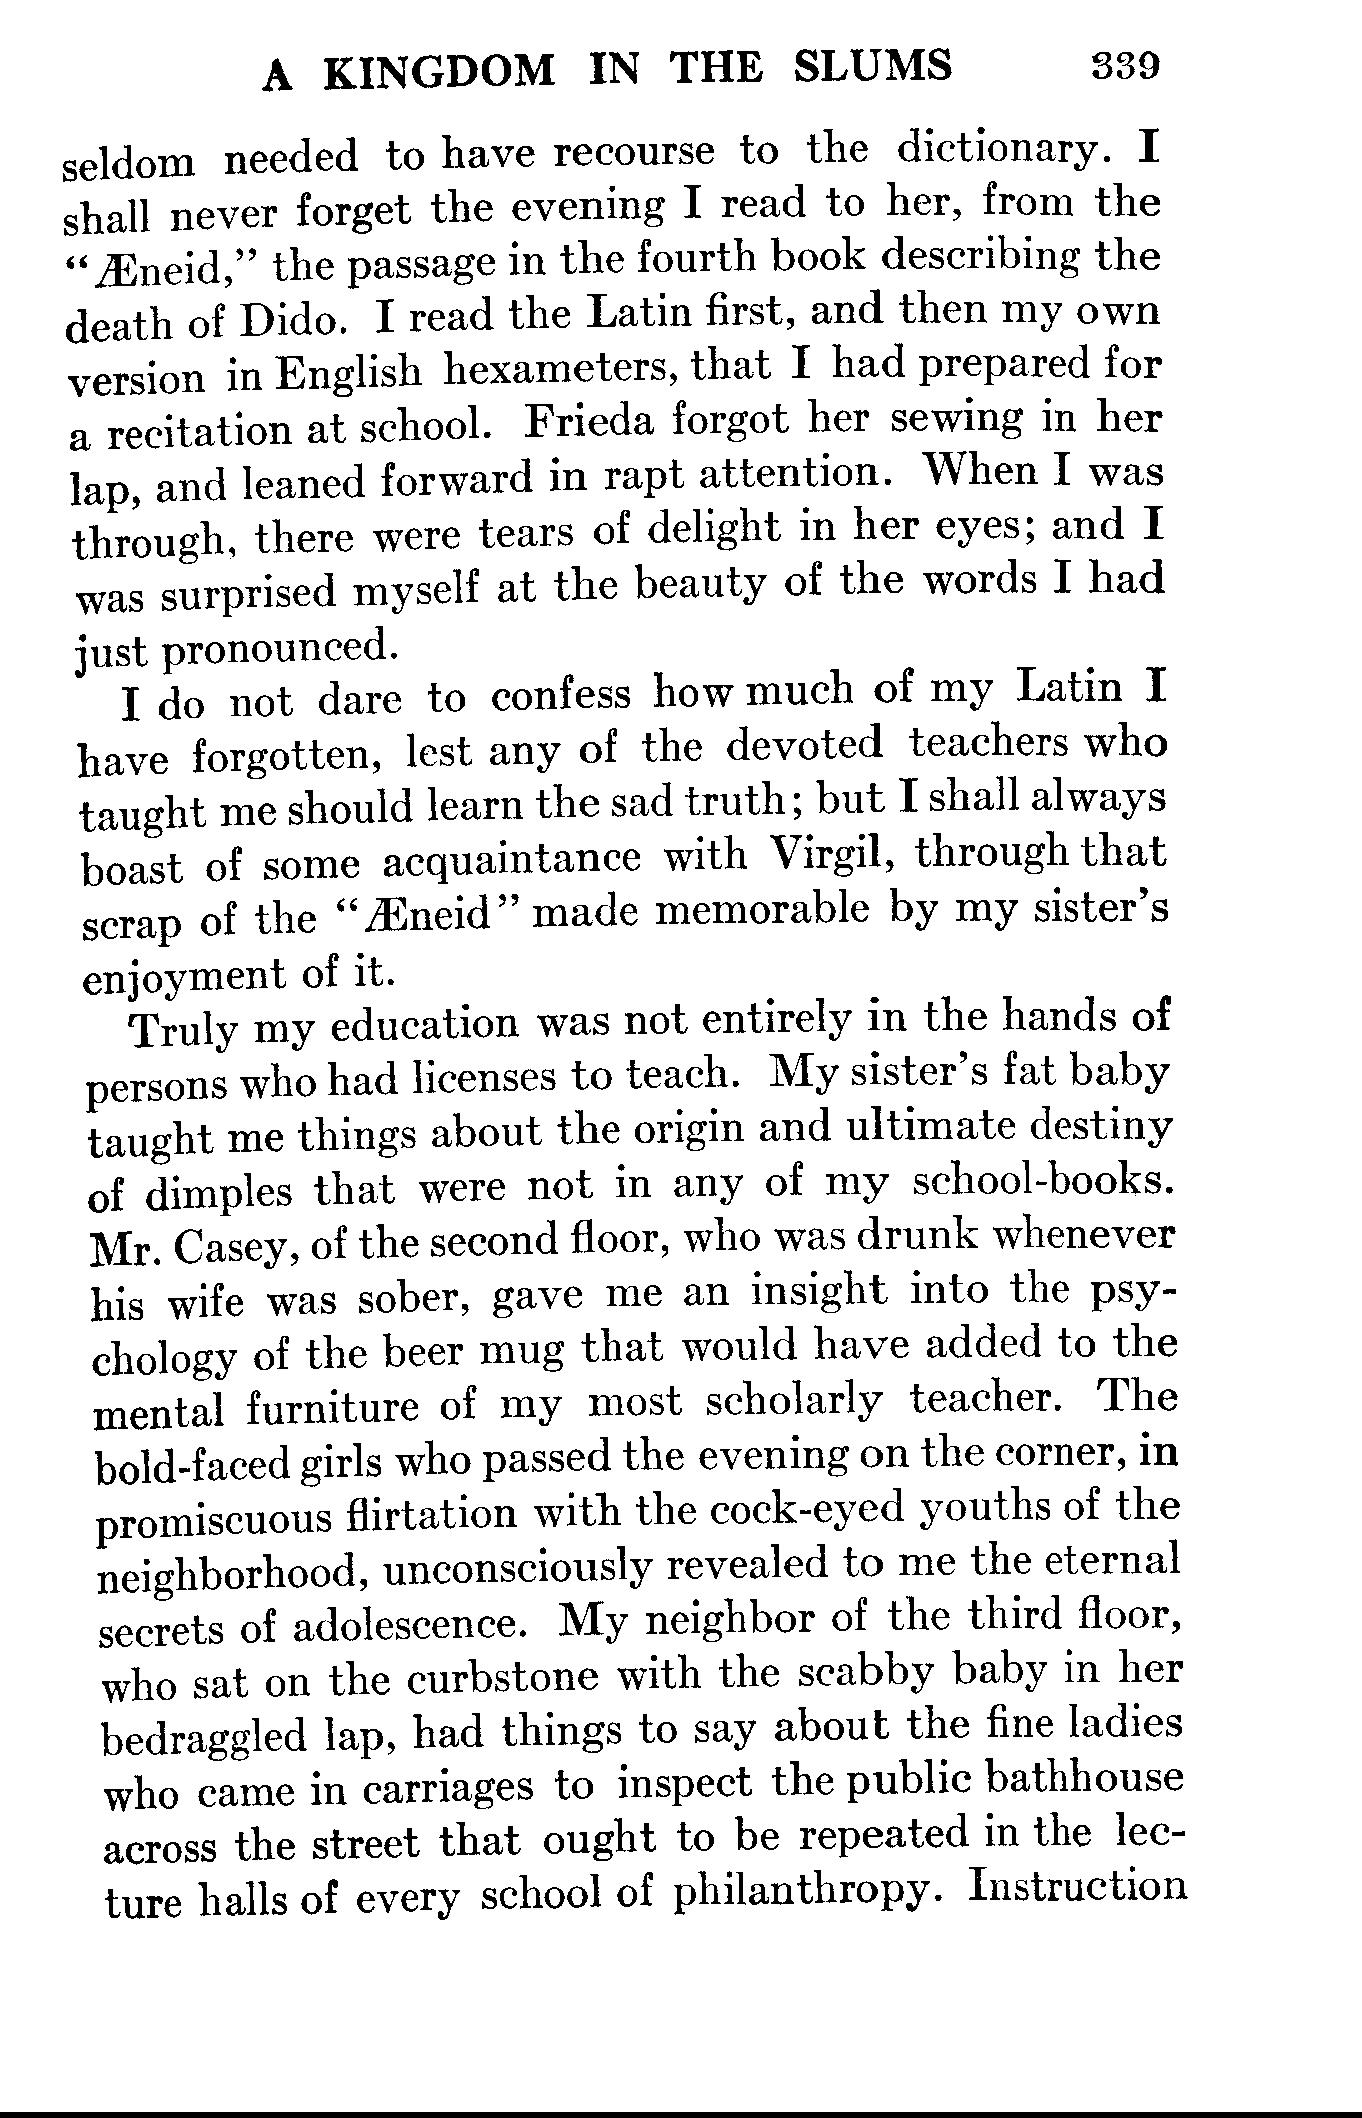 A KINGDOM IN THE SLUMS 339
seldom needed to have recourse to the dictionary. I
shall never forget the evening I read to her, from the
“Æneid,” the passage in the fourth book describing the
death of Dido. I read the Latin first, and then my own
version in English hexameters, that I had prepared for
a recitation at school. Frieda forgot her sewing in her
lap, and leaned forward in rapt attention. When I was
through, there were tears of delight in her eyes; and I
was surprised myself at the beauty of the words I had
just pronounced.
I do not dare to confess how much of my Latin I
have forgotten, lest any of the devoted teachers who
taught me should learn the sad truth; but I shall always
boast of some acquaintance with Virgil, through that
scrap of the “Æneid” made memorable by my sister’s
enjoyment of it.
Truly my education was not entirely in the hands of
persons who had licenses to teach. My sister’s fat baby
taught me things about the origin and ultimate destiny
of dimples that were not in any of my school-books.
Mr. Casey, of the second floor, who was drunk whenever
his wife was sober, gave me an insight into the psy-
chology of the beer mug that would have added to the
mental furniture of my most scholarly teacher. The
bold-faced girls who passed the evening on the corner, in
promiscuous flirtation with the cock-eyed youths of the
neighborhood, unconsciously revealed to me the eternal
secrets of adolescence. My neighbor of the third floor,
who sat on the curbstone with the scabby baby in her
bedraggled lap, had things to say about the fine ladies
who came in carriages to inspect the public bathhouse
across the street that ought to be repeated in the lec-
ture halls of every school of philanthropy. Instruction